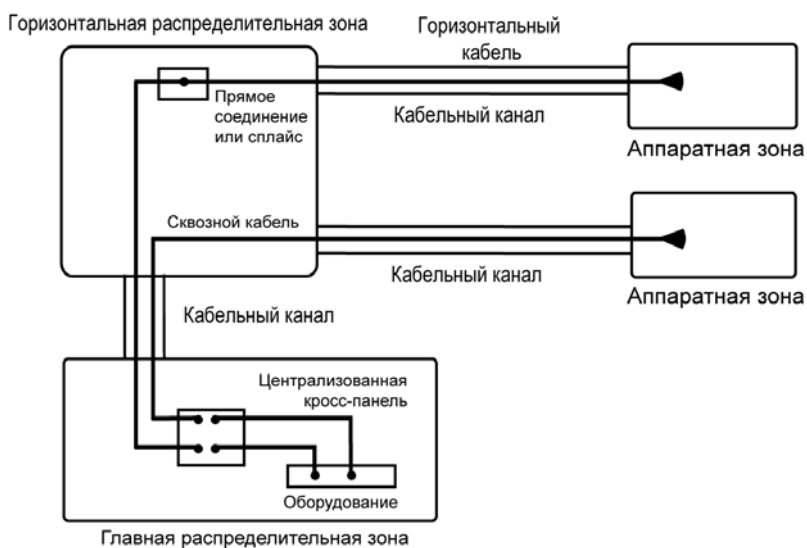 Горизонтальная распределительная зона
Горизонтальный
кабель
Прямое
соединение
или сплайс
Кабельный канал
Аппаратная зона
Сквозной кабель
Кабельный канал
Аппаратная зона
Кабельный канал
Централизованная
кросс-панель
Оборудование
Главная распределительная зона